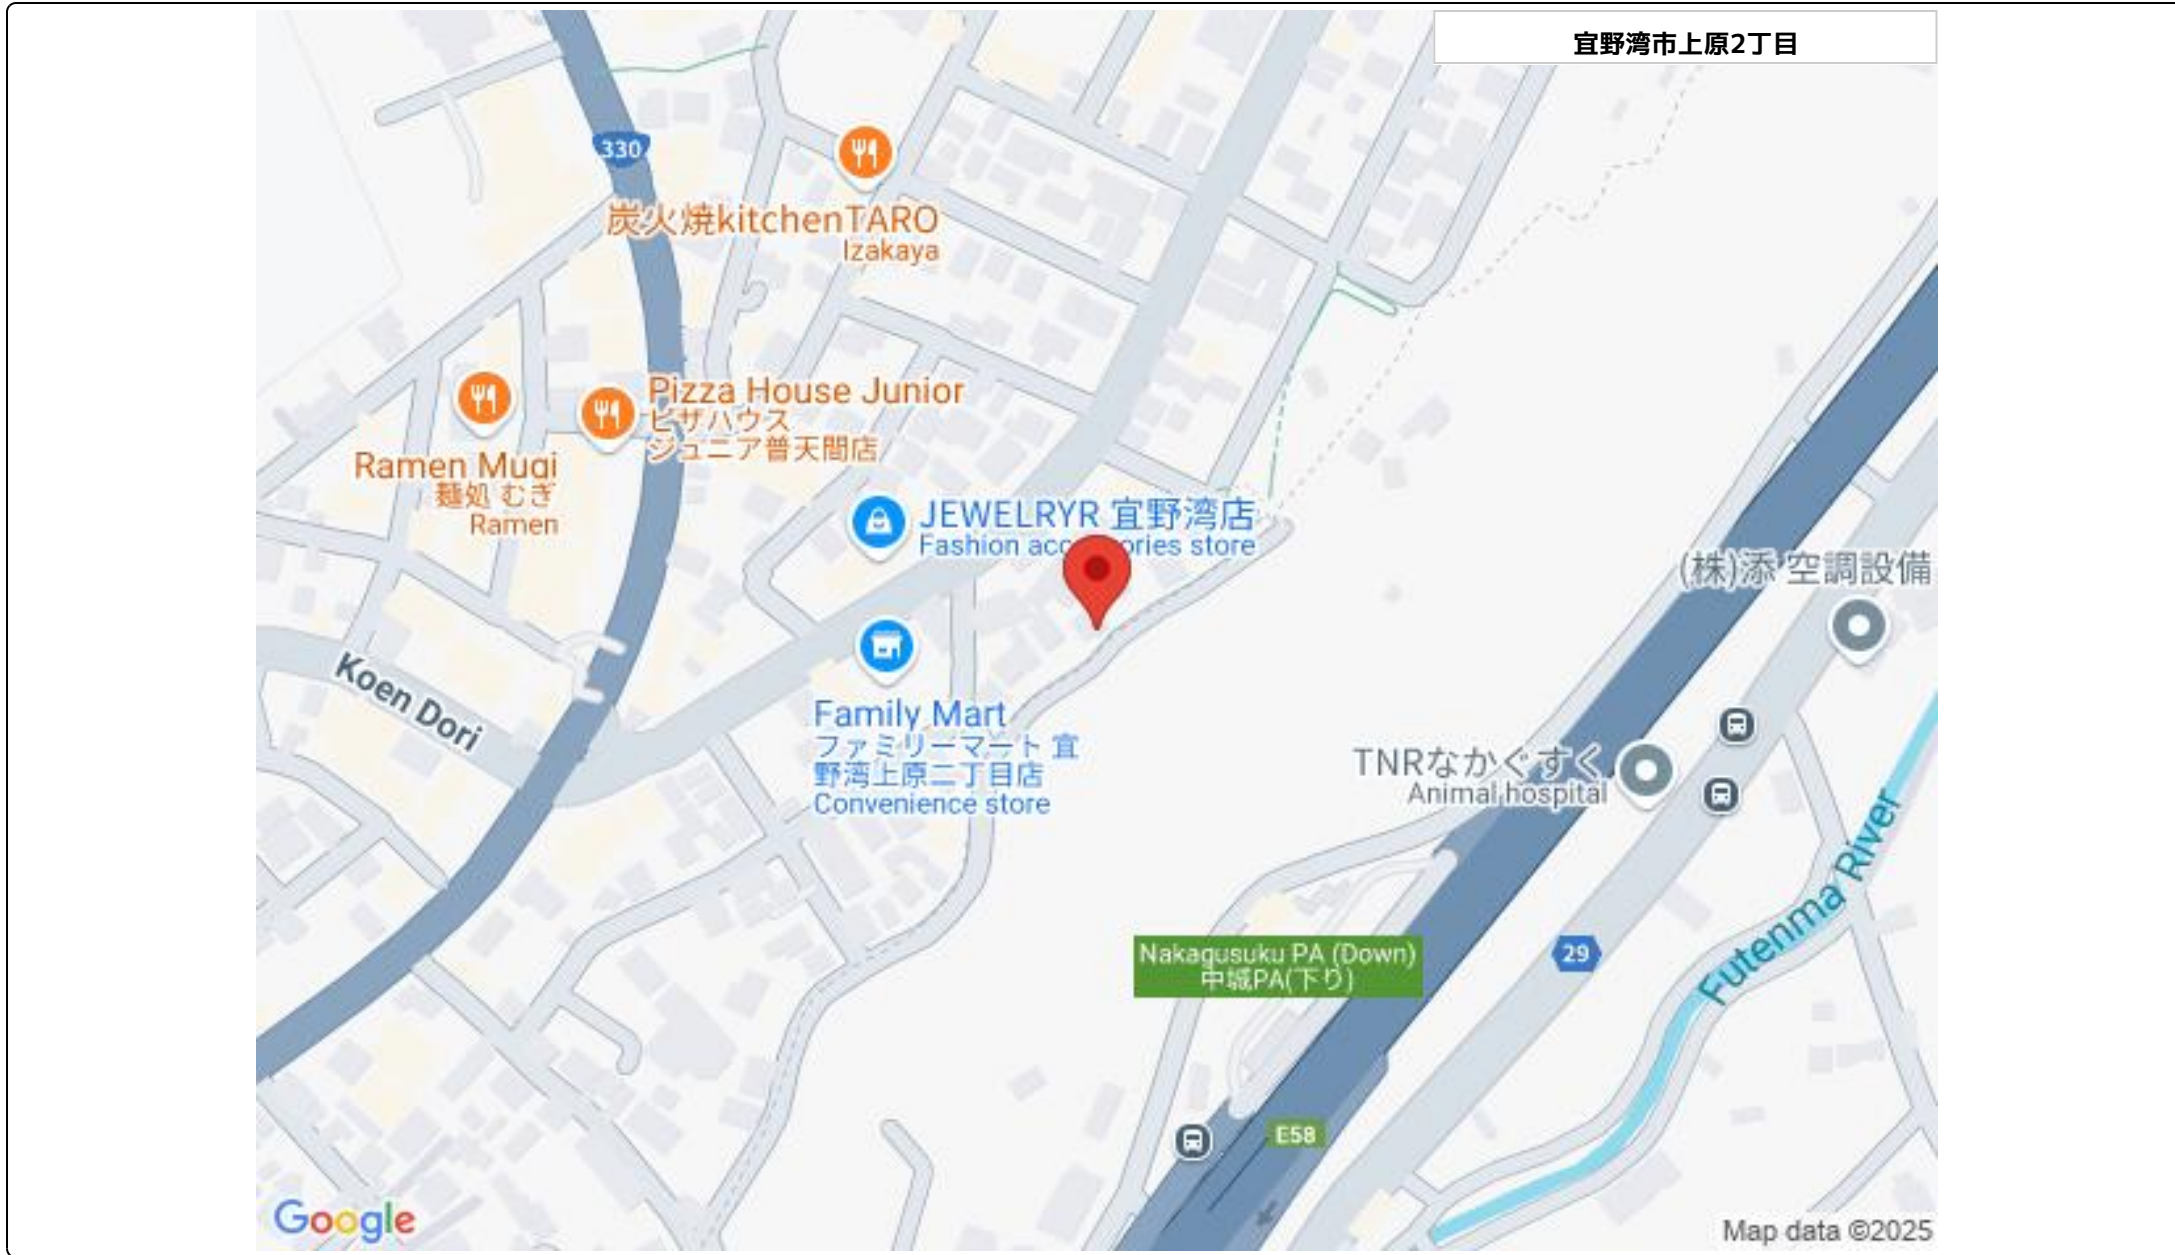 宜野湾市上原2丁目
330
炭火焼kitchenTARO
Izakaya
Pizza House Junior
ピザハウス
ジュニア普天間店
Ramen Mugi
麺処 むぎ
Ramen
JEWELRYR 宜野湾店
Fashion acc ories store
(株)添 空調設備
Koen Dori
Family Mart
ファミリーマート 宜
野湾上原二丁目店
Convenience store
TNRなかぐすく
Animal hospital
Futenma River
Nakagusuku PA (Down)
中城PA(下り)
29
E58
Google
Map data ©2025